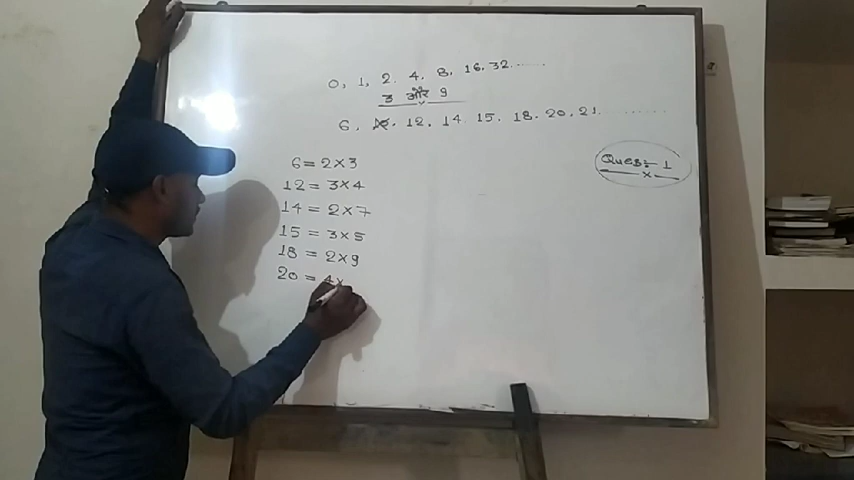 0, 1, 2. 4. 8. 16. 32.......
3 और 9
6. 12. 14 15. 18. 20. 21. ......
Ques:- 1
x
6 = 2×3
12 = 3×4
14 = 2×7
15 = 3×5
18 = 2×9
20 = 4×